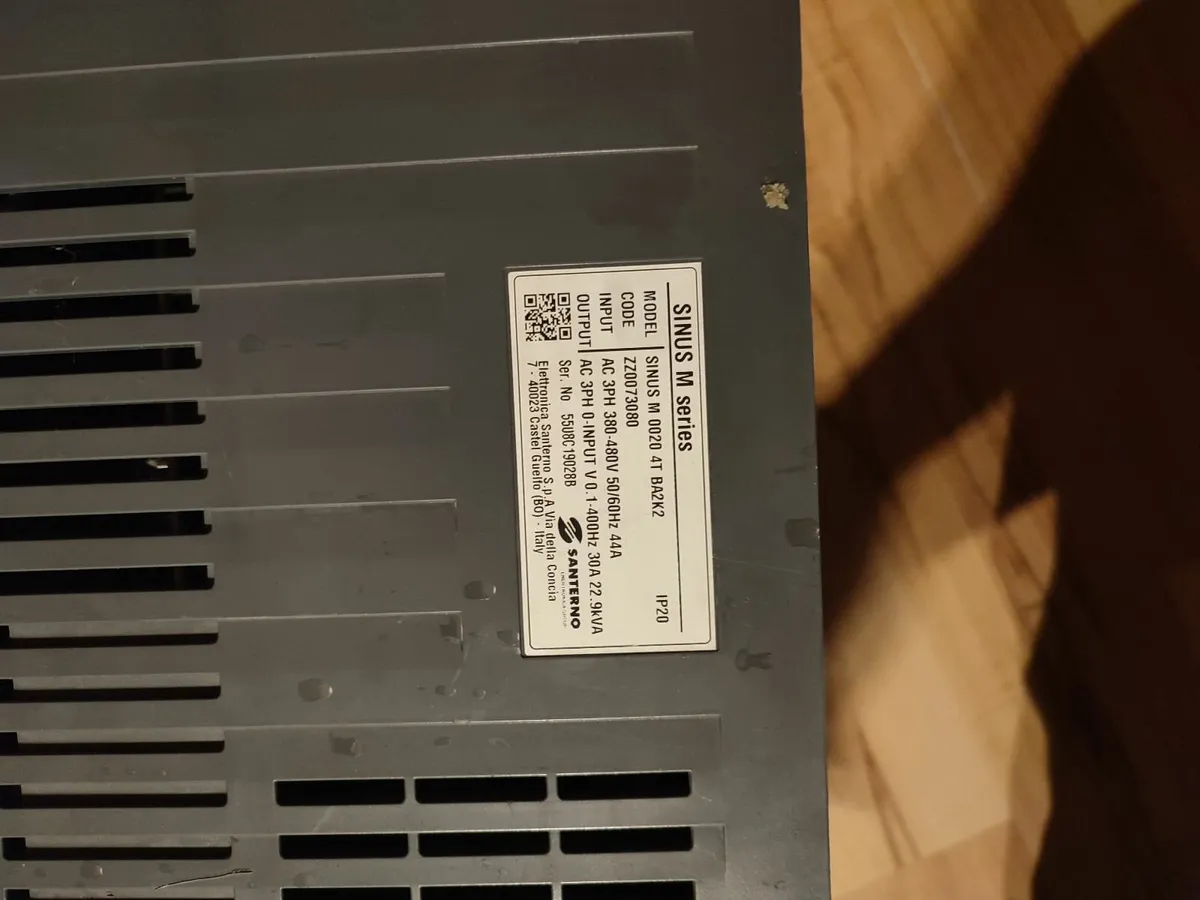 SINUS M series
MODEL SINUS M 0020 4T BA2K2 IP20
CODE ZZ0073080
INPUT AC 3PH 380-480V 50/60Hz 44A
OUTPUT AC 3PH 0-INPUT V 0.1-400Hz 30A 22.9kVA
Ser. No 55U8C19028B
SANTERNO
Elettronica Santerno S.p.A Via della Concia
7 - 40023 Castel Guelfo (BO) - Italy